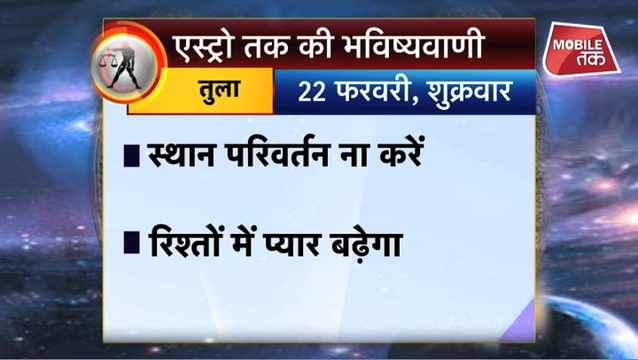 एस्ट्रो तक की भविष्यवाणी
MOBILE
तक
तुला
22 फरवरी, शुक्रवार
स्थान परिवर्तन ना करें
रिश्तों में प्यार बढ़ेगा